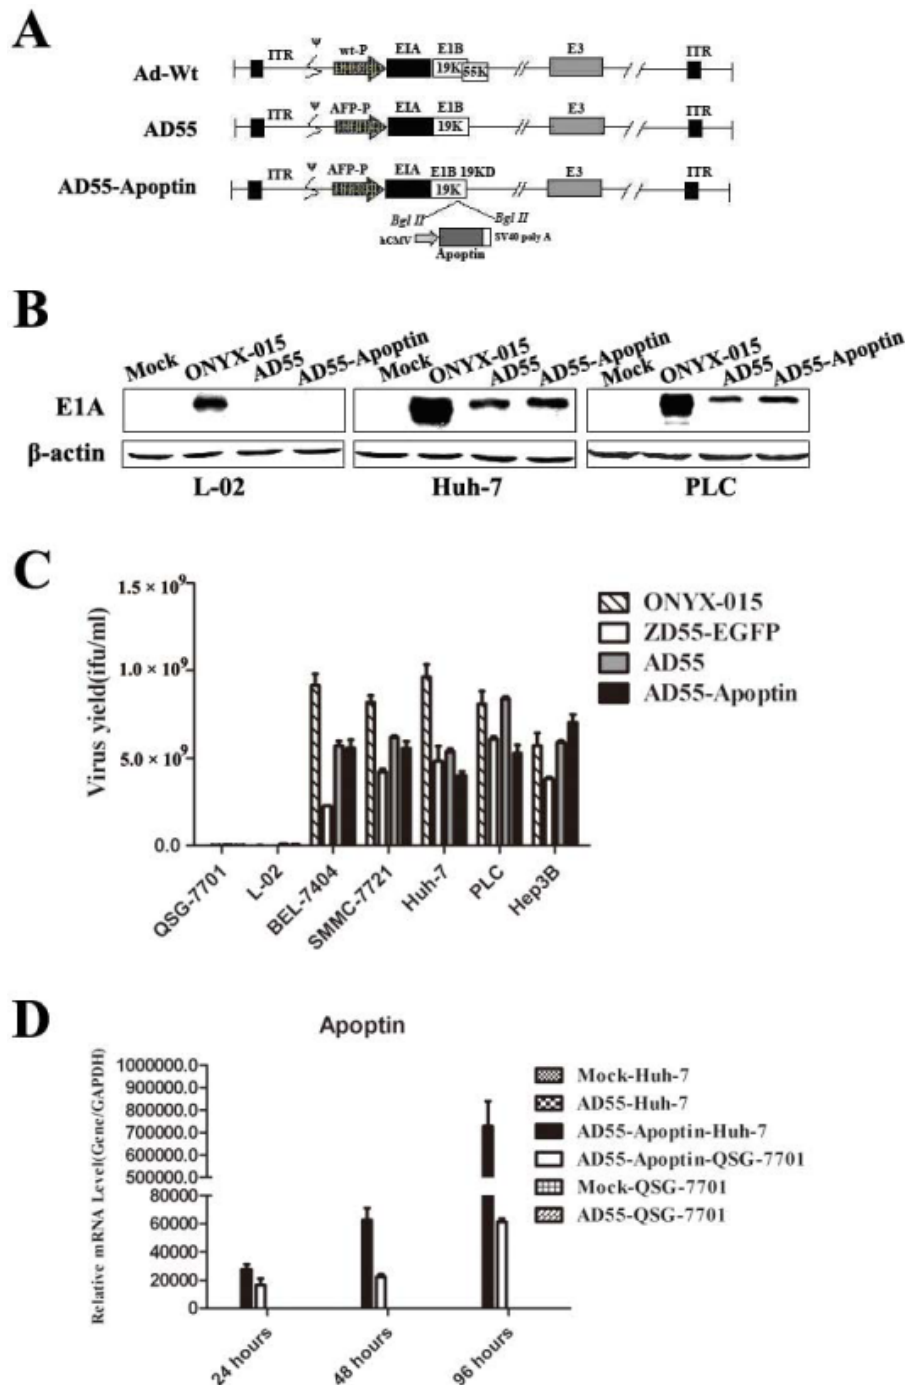 A
Ad-Wt ITR Ψ wt-P EIA E1B 19K 55K E3 ITR
AD55 ITR Ψ AFP-P EIA E1B 19K E3 ITR
AD55-Apoptin ITR Ψ AFP-P EIA E1B 19KD 19K E3 ITR
Bgl II Bgl II
hCMV Apoptin SV40 poly A
B
Mock ONYX-015 AD55 AD55-Apoptin Mock ONYX-015 AD55 AD55-Apoptin Mock ONYX-015 AD55 AD55-Apoptin
E1A
β-actin
L-02 Huh-7 PLC
C
Virus yield(ifu/ml)
1.5 × 10⁹
1.0 × 10⁹
5.0 × 10⁹
0.0
QSG-7701 L-02 BEL-7404 SMMC-7721 Huh-7 PLC Hep3B
ONYX-015
ZD55-EGFP
AD55
AD55-Apoptin
D
Apoptin
Relative mRNA Level(Gene/GAPDH)
1000000.0
900000.0
800000.0
700000.0
600000.0
500000.0
80000
60000
40000
20000
0
24 hours 48 hours 96 hours
Mock-Huh-7
AD55-Huh-7
AD55-Apoptin-Huh-7
AD55-Apoptin-QSG-7701
Mock-QSG-7701
AD55-QSG-7701